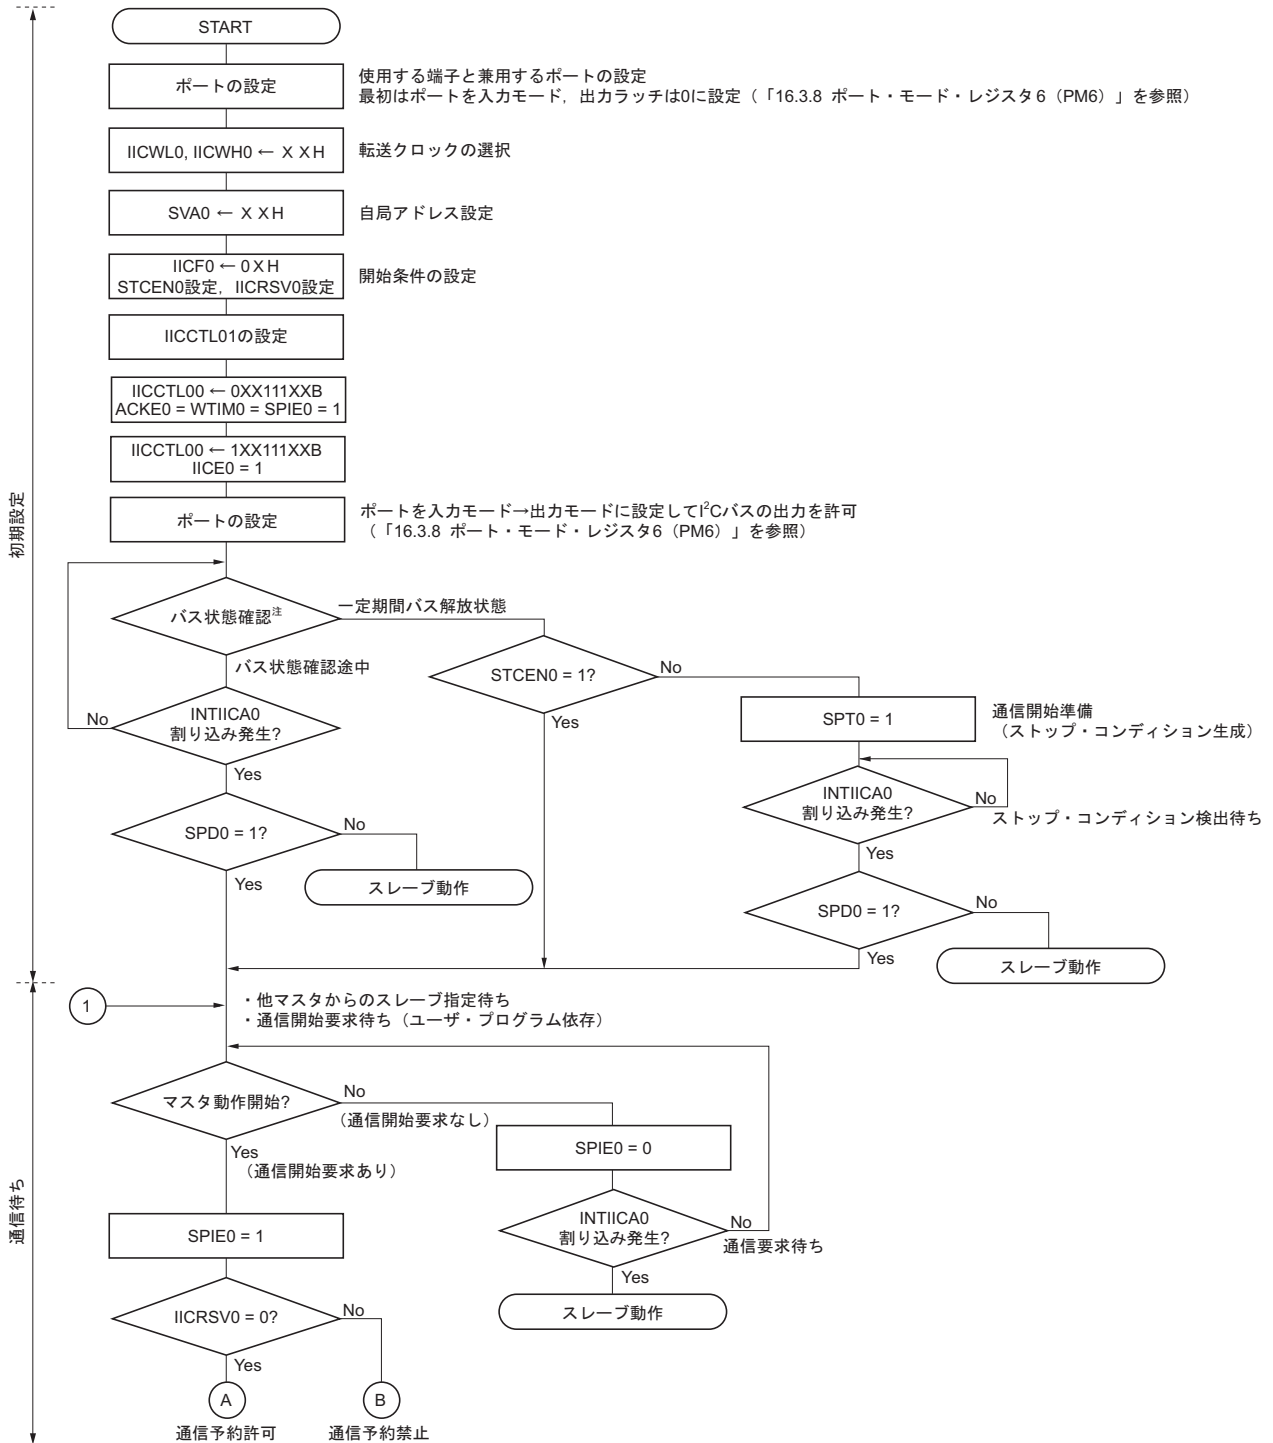 START
ポートの設定
使用する端子と兼用するポートの設定
最初はポートを入力モード，出力ラッチは0に設定（「16.3.8 ポート・モード・レジスタ6（PM6）」を参照）
IICWL0, IICWH0 ← X X H
転送クロックの選択
SVA0 ← X X H
自局アドレス設定
IICF0 ← 0 X H
STCEN0設定，IICRSV0設定
開始条件の設定
IICCTL01の設定
IICCTL00 ← 0XX111XXB
ACKE0 = WTIM0 = SPIE0 = 1
IICCTL00 ← 1XX111XXB
IICE0 = 1
ポートの設定
ポートを入力モード→出力モードに設定してI²Cバスの出力を許可
（「16.3.8 ポート・モード・レジスタ6（PM6）」を参照）
初期設定
バス状態確認注
一定期間バス解放状態
バス状態確認途中
STCEN0 = 1?
No
Yes
SPT0 = 1
通信開始準備
（ストップ・コンディション生成）
INTIICA0
割り込み発生?
No
Yes
INTIICA0
割り込み発生?
No
ストップ・コンディション検出待ち
Yes
SPD0 = 1?
No
Yes
スレーブ動作
SPD0 = 1?
No
Yes
スレーブ動作
1
・他マスタからのスレーブ指定待ち
・通信開始要求待ち（ユーザ・プログラム依存）
通信待ち
マスタ動作開始?
No
（通信開始要求なし）
Yes
（通信開始要求あり）
SPIE0 = 0
INTIICA0
割り込み発生?
No
通信要求待ち
Yes
スレーブ動作
SPIE0 = 1
IICRSV0 = 0?
No
Yes
A
B
通信予約許可
通信予約禁止